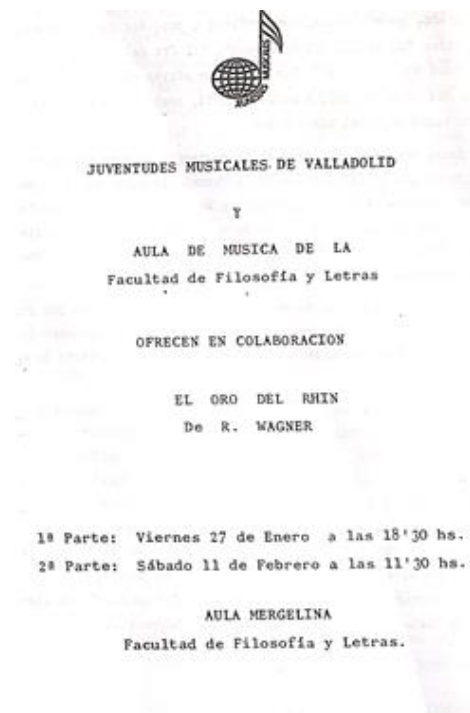 JUVENTUDES MUSICALES
JUVENTUDES MUSICALES DE VALLADOLID
Y
AULA DE MUSICA DE LA
Facultad de Filosofía y Letras
OFRECEN EN COLABORACION
EL ORO DEL RHIN
De R. WAGNER
1ª Parte: Viernes 27 de Enero a las 18'30 hs.
2ª Parte: Sábado 11 de Febrero a las 11'30 hs.
AULA MERGELINA
Facultad de Filosofía y Letras.